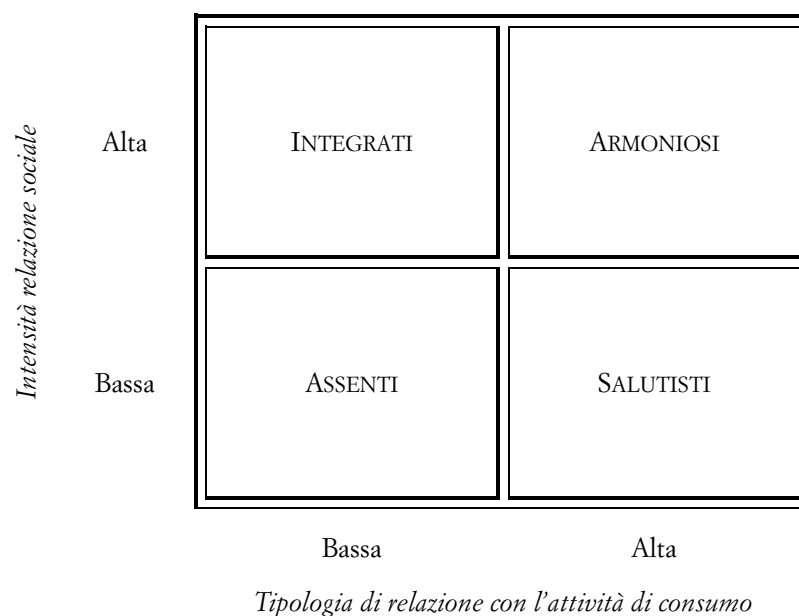 Intensità relazione sociale
Alta
INTEGRATI
ARMONIOSI
Bassa
ASSENTI
SALUTISTI
Bassa
Alta
Tipologia di relazione con l'attività di consumo